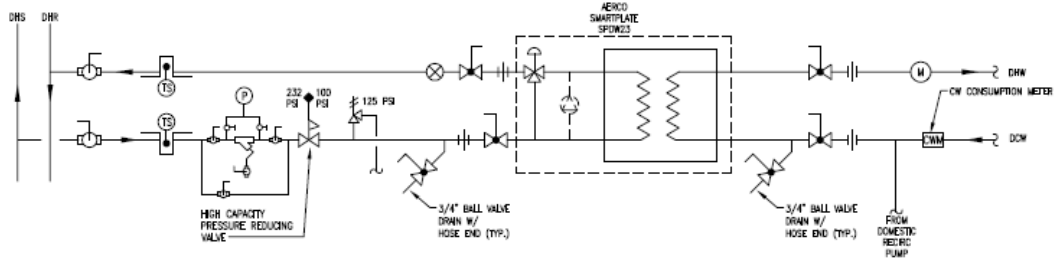 DHS
DHR
AERCO
SMARTPLATE
SPDW23
TS
TS
P
232
PSI
100
PSI
125 PSI
M
DHW
CW CONSUMPTION METER
CWM
DCW
HIGH CAPACITY
PRESSURE REDUCING
VALVE
3/4" BALL VALVE
DRAIN W/
HOSE END (TYP.)
3/4" BALL VALVE
DRAIN W/
HOSE END (TYP.)
FROM
DOMESTIC
RECIRC
PUMP